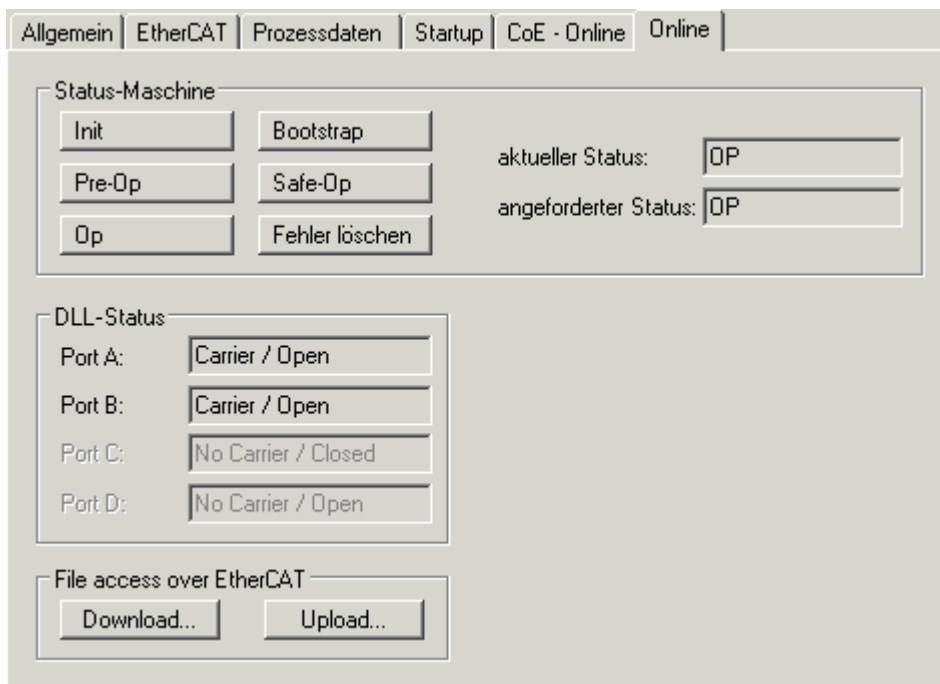 Allgemein EtherCAT Prozessdaten Startup CoE - Online Online
Status-Maschine
Init Bootstrap
aktueller Status: OP
Pre-Op Safe-Op
angeforderter Status: OP
Op Fehler löschen
DLL-Status
Port A: Carrier / Open
Port B: Carrier / Open
Port C: No Carrier / Closed
Port D: No Carrier / Open
File access over EtherCAT
Download... Upload...